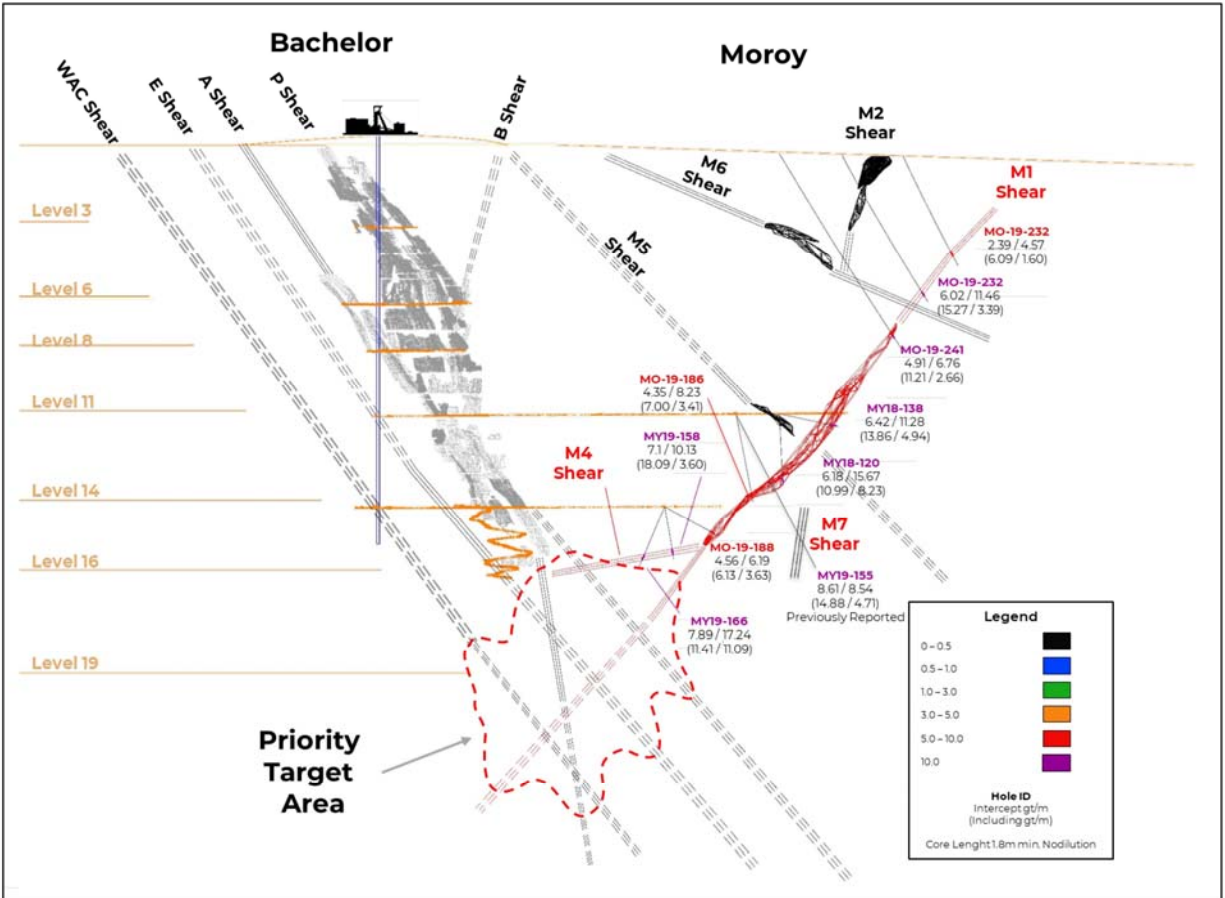 Bachelor
Moroy
WAC Shear
E Shear
A Shear
P Shear
B Shear
M2
Shear
M6
Shear
M1
Shear
M5
Shear
Level 3
Level 6
Level 8
Level 11
Level 14
Level 16
Level 19
MO-19-232
2.39 / 4.57
(6.09 / 1.60)
MO-19-232
6.02 / 11.46
(15.27 / 3.39)
MO-19-241
4.91 / 6.76
(11.21 / 2.66)
MO-19-186
4.35 / 8.23
(7.00 / 3.41)
MY18-138
6.42 / 11.28
(13.86 / 4.94)
MY19-158
7.1 / 10.13
(18.09 / 3.60)
M4
Shear
MY18-120
6.18 / 15.67
(10.99 / 8.23)
M7
Shear
MO-19-188
4.56 / 6.19
(6.13 / 3.63)
MY19-155
8.61 / 8.54
(14.88 / 4.71)
Previously Reported
MY19-166
7.89 / 17.24
(11.41 / 11.09)
Priority
Target
Area
Legend
0 – 0.5
0.5 – 1.0
1.0 – 3.0
3.0 – 5.0
5.0 – 10.0
10.0
Hole ID
Intercept gt/m
(Including gt/m)
Core Lenght 1.8m min. Nodilution